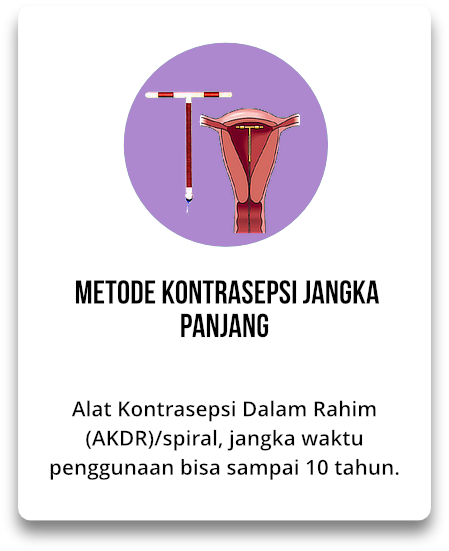 METODE KONTRASEPSI JANGKA
PANJANG
Alat Kontrasepsi Dalam Rahim
(AKDR)/spiral, jangka waktu
penggunaan bisa sampai 10 tahun.